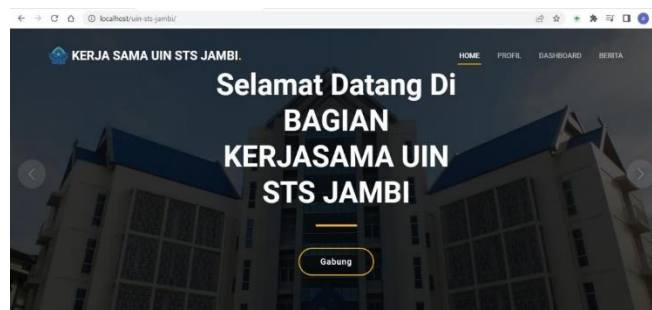 localhost/uin-sts-jambi/
KERJA SAMA UIN STS JAMBI.
HOME PROFIL DASHBOARD BERITA
Selamat Datang Di
BAGIAN
KERJASAMA UIN
STS JAMBI
Gabung